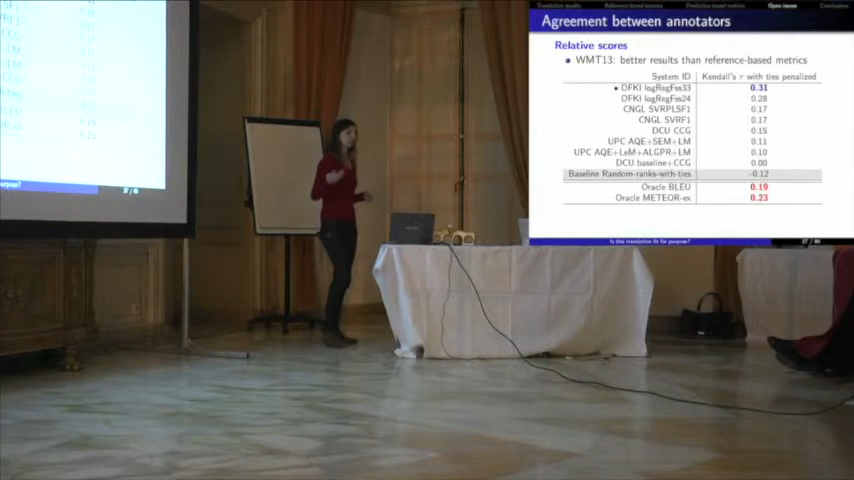 Translation quality Reference-based metrics Prediction-based metrics Open issues Conclusions
Agreement between annotators
Relative scores
WMT13: better results than reference-based metrics
System ID Kendall's τ with ties penalized
• DFKI logRegFss33 0.31
DFKI logRegFss24 0.28
CNGL SVRPLSF1 0.17
CNGL SVRF1 0.17
DCU CCG 0.15
UPC AQE+SEM+LM 0.11
UPC AQE+LeM+ALGPR+LM 0.10
DCU baseline+CCG 0.00
Baseline Random-ranks-with-ties -0.12
Oracle BLEU 0.19
Oracle METEOR-ex 0.23
Is this translation fit for purpose? 37 / 46